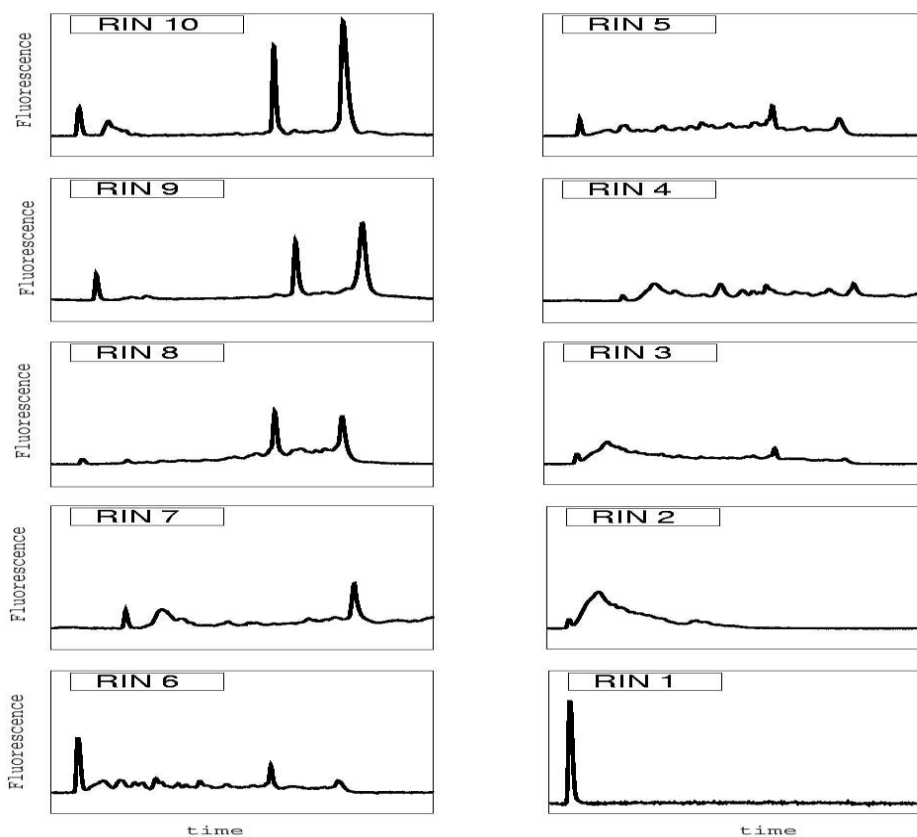 RIN 10
Fluorescence
RIN 9
Fluorescence
RIN 8
Fluorescence
RIN 7
Fluorescence
RIN 6
Fluorescence
time
RIN 5
RIN 4
RIN 3
RIN 2
RIN 1
time